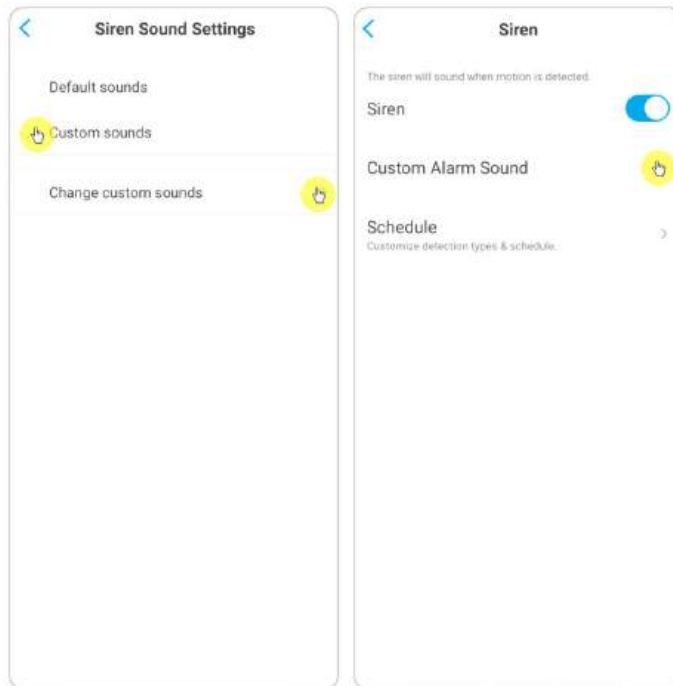 Siren Sound Settings
Default sounds
Custom sounds
Change custom sounds
Siren
The siren will sound when motion is detected.
Siren
Custom Alarm Sound
Schedule
Customize detection types & schedule.